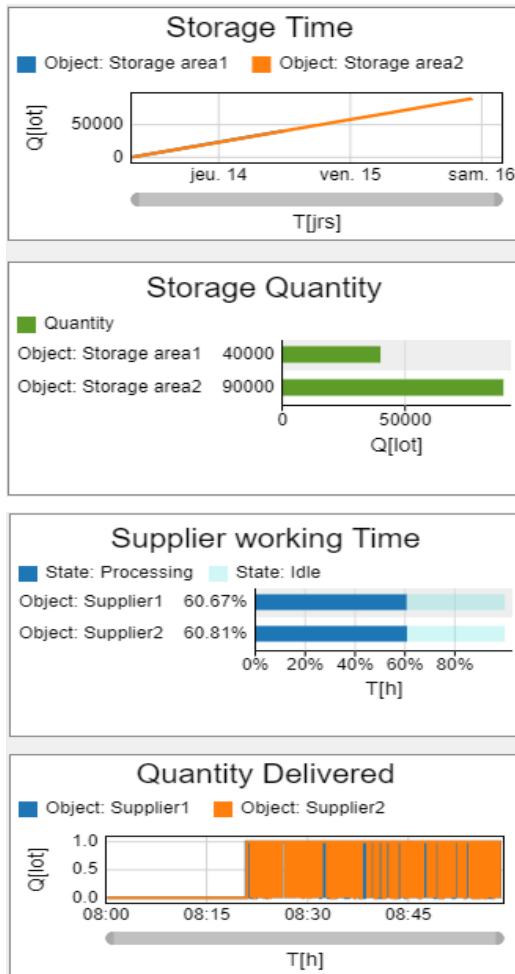 Storage Time
Object: Storage area1 Object: Storage area2
Q[lot]
50000
0
jeu. 14 ven. 15 sam. 16
T[jrs]
Storage Quantity
Quantity
Object: Storage area1 40000
Object: Storage area2 90000
0 50000
Q[lot]
Supplier working Time
State: Processing State: Idle
Object: Supplier1 60.67%
Object: Supplier2 60.81%
0% 20% 40% 60% 80%
T[h]
Quantity Delivered
Object: Supplier1 Object: Supplier2
Q[lot]
1.0
0.5
0.0
08:00 08:15 08:30 08:45
T[h]